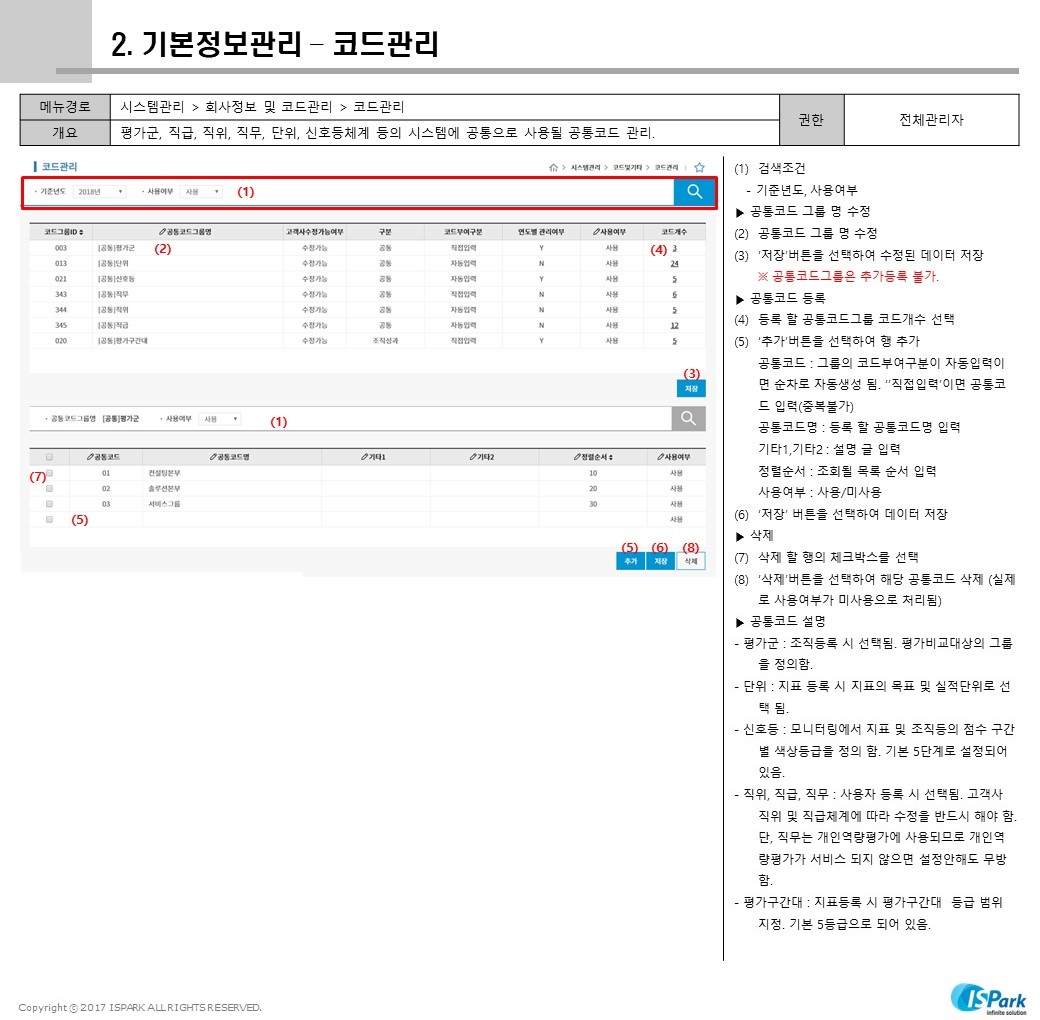 2. 기본정보관리 – 코드관리
메뉴경로 시스템관리 > 회사정보 및 코드관리 > 코드관리 권한 전체관리자
개요 평가군, 직급, 직위, 직무, 단위, 신호등체계 등의 시스템에 공통으로 사용될 공통코드 관리.
코드관리 > 시스템관리 > 코드및기타 > 코드관리
· 기준년도 2018년 · 사용여부 사용 (1)
코드그룹ID 공통코드그룹명 고객사수정가능여부 구분 코드부여구분 연도별 관리여부 사용여부 코드개수
003 [공통]평가군 (2) 수정가능 공통 직접입력 Y 사용 (4) 3
013 [공통]단위 수정가능 공통 자동입력 N 사용 24
021 [공통]신호등 수정가능 공통 자동입력 Y 사용 5
343 [공통]직무 수정가능 공통 직접입력 N 사용 6
344 [공통]직위 수정가능 공통 자동입력 N 사용 5
345 [공통]직급 수정가능 공통 자동입력 N 사용 12
020 [공통]평가구간대 수정가능 조직성과 직접입력 Y 사용 5
(3)
저장
· 공통코드그룹명 [공통]평가군 · 사용여부 사용 (1)
공통코드 공통코드명 기타1 기타2 정렬순서 사용여부
(7) 01 컨설팅본부 10 사용
02 솔루션본부 20 사용
03 서비스그룹 30 사용
(5) 사용
(5) (6) (8)
추가 저장 삭제
(1) 검색조건
- 기준년도, 사용여부
▶ 공통코드 그룹 명 수정
(2) 공통코드 그룹 명 수정
(3) ‘저장’버튼을 선택하여 수정된 데이터 저장
※ 공통코드그룹은 추가등록 불가.
▶ 공통코드 등록
(4) 등록 할 공통코드그룹 코드개수 선택
(5) ‘추가’버튼을 선택하여 행 추가
공통코드 : 그룹의 코드부여구분이 자동입력이
면 순차로 자동생성 됨. ‘’직접입력’이면 공통코
드 입력(중복불가)
공통코드명 : 등록 할 공통코드명 입력
기타1,기타2 : 설명 글 입력
정렬순서 : 조회될 목록 순서 입력
사용여부 : 사용/미사용
(6) ‘저장’ 버튼을 선택하여 데이터 저장
▶ 삭제
(7) 삭제 할 행의 체크박스를 선택
(8) ‘삭제’버튼을 선택하여 해당 공통코드 삭제 (실제
로 사용여부가 미사용으로 처리됨)
▶ 공통코드 설명
- 평가군 : 조직등록 시 선택됨. 평가비교대상의 그룹
을 정의함.
- 단위 : 지표 등록 시 지표의 목표 및 실적단위로 선
택 됨.
- 신호등 : 모니터링에서 지표 및 조직등의 점수 구간
별 색상등급을 정의 함. 기본 5단계로 설정되어
있음.
- 직위, 직급, 직무 : 사용자 등록 시 선택됨. 고객사
직위 및 직급체계에 따라 수정을 반드시 해야 함.
단, 직무는 개인역량평가에 사용되므로 개인역
량평가가 서비스 되지 않으면 설정안해도 무방
함.
- 평가구간대 : 지표등록 시 평가구간대 등급 범위
지정. 기본 5등급으로 되어 있음.
Copyright ⓒ 2017 ISPARK ALL RIGHTS RESERVED.
ISPark
infinite solution